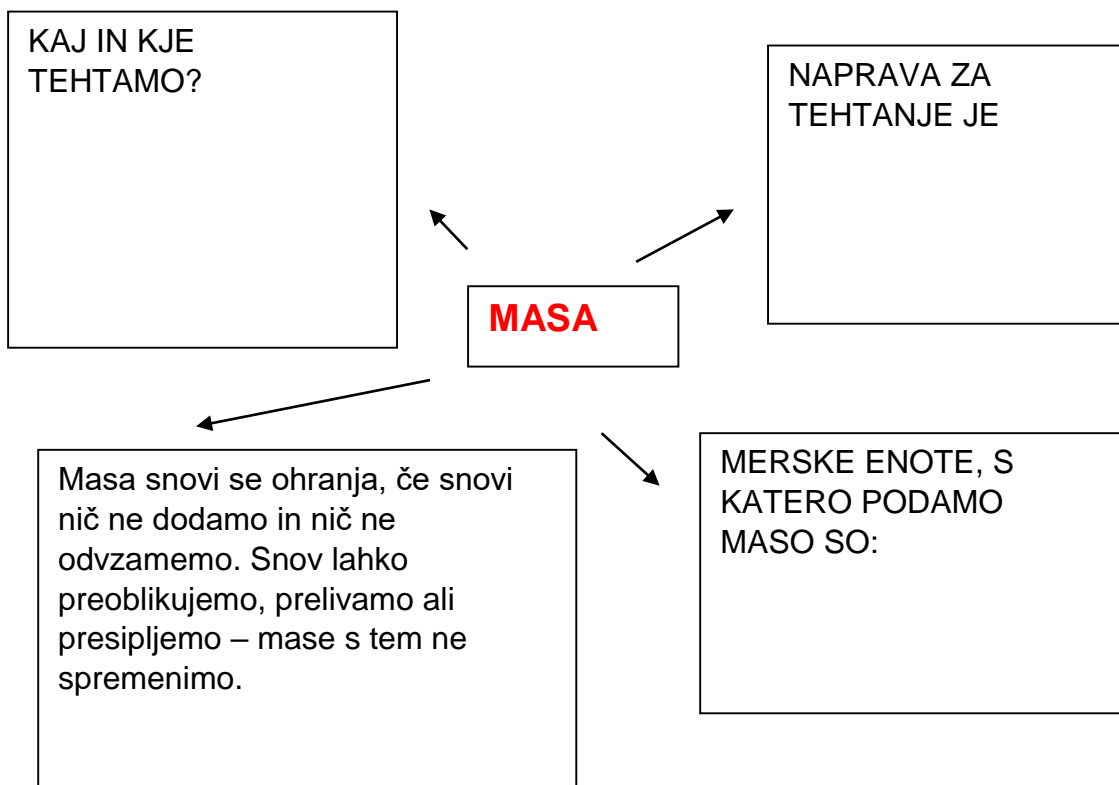 KAJ IN KJE
TEHTAMO?
NAPRAVA ZA
TEHTANJE JE
MASA
Masa snovi se ohranja, če snovi
nič ne dodamo in nič ne
odvzamemo. Snov lahko
preoblikujemo, prelivamo ali
presipljemo – mase s tem ne
spremenimo.
MERSKE ENOTE, S
KATERO PODAMO
MASO SO: